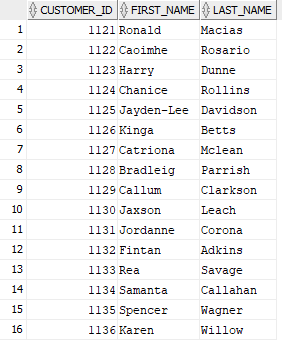 CUSTOMER_ID FIRST_NAME LAST_NAME
1 1121 Ronald Macias
2 1122 Caoimhe Rosario
3 1123 Harry Dunne
4 1124 Chanice Rollins
5 1125 Jayden-Lee Davidson
6 1126 Kinga Betts
7 1127 Catriona Mclean
8 1128 Bradleig Parrish
9 1129 Callum Clarkson
10 1130 Jaxson Leach
11 1131 Jordanne Corona
12 1132 Fintan Adkins
13 1133 Rea Savage
14 1134 Samanta Callahan
15 1135 Spencer Wagner
16 1136 Karen Willow